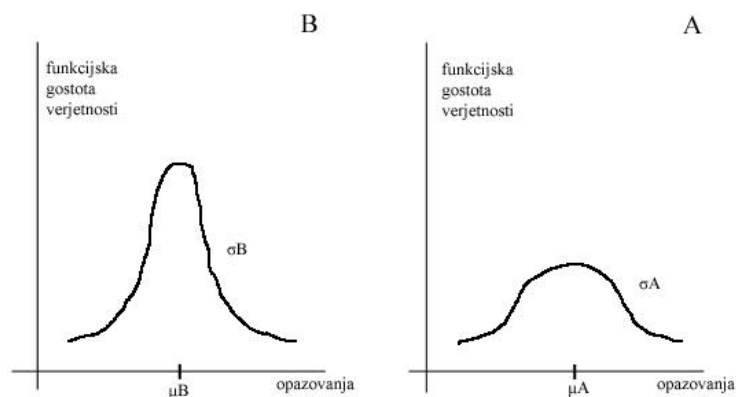 B
funkcijska
gostota
verjetnosti
σB
μB
opazovanja
A
funkcijska
gostota
verjetnosti
σA
μA
opazovanja